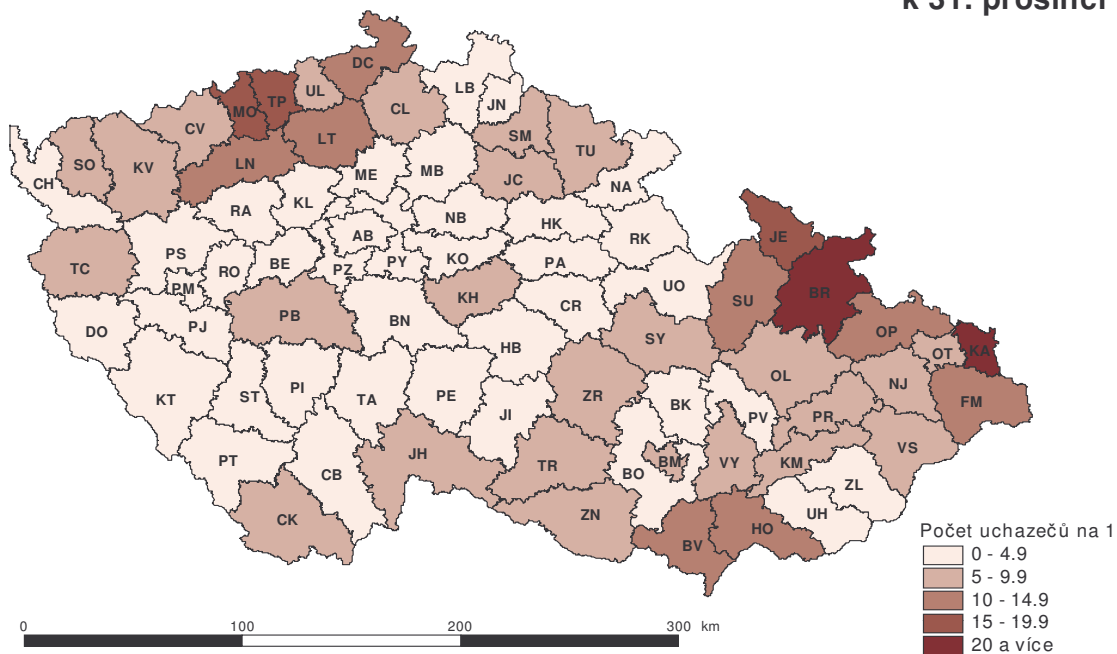 k 31. prosinci
DC
LB
JN
MO
TP
UL
CL
CV
LT
SM
TU
SO
KV
LN
ME
MB
JC
NA
CH
RA
KL
NB
HK
RK
AB
JE
PS
TC
RO
BE
PZ
PY
KO
PA
PM
KH
CR
UO
SU
BR
DO
PJ
PB
BN
HB
SY
OP
OT
KA
KT
ST
PI
TA
PE
JI
ZR
BK
PV
OL
PR
NJ
FM
PT
CB
JH
TR
BO
BM
VY
KM
VS
ZL
CK
ZN
BV
HO
UH
Počet uchazečů na 1
0 - 4.9
5 - 9.9
10 - 14.9
15 - 19.9
20 a více
0 100 200 300 km